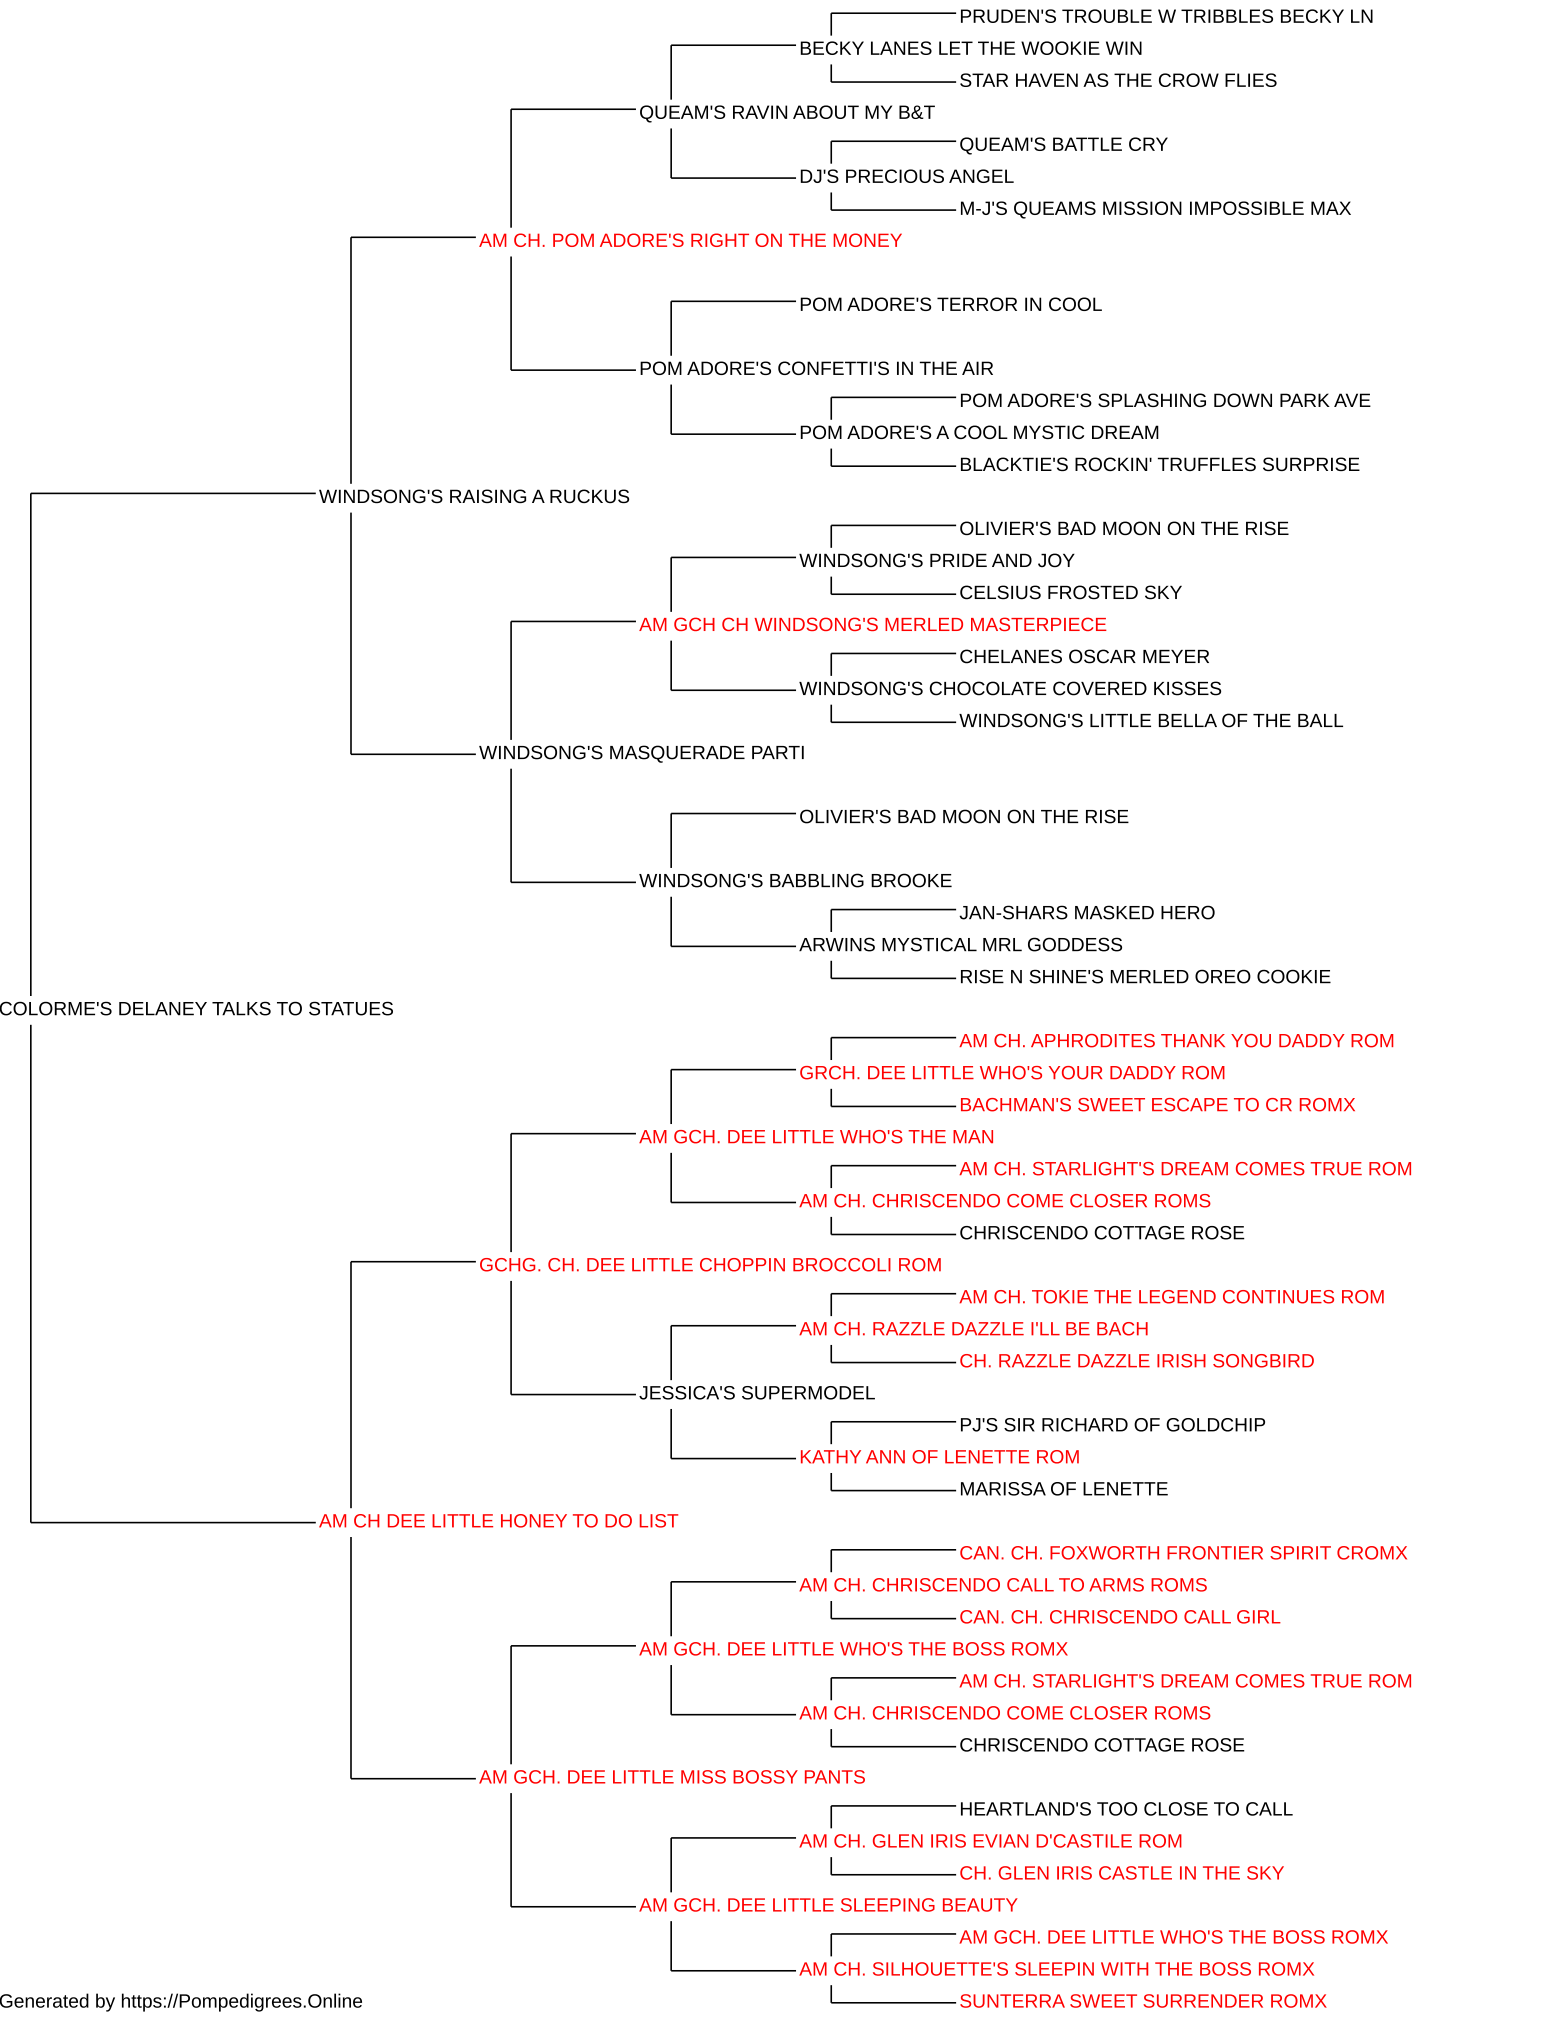 PRUDEN'S TROUBLE W TRIBBLES BECKY LN
BECKY LANES LET THE WOOKIE WIN
STAR HAVEN AS THE CROW FLIES
QUEAM'S RAVIN ABOUT MY B&T
QUEAM'S BATTLE CRY
DJ'S PRECIOUS ANGEL
M-J'S QUEAMS MISSION IMPOSSIBLE MAX
AM CH. POM ADORE'S RIGHT ON THE MONEY
POM ADORE'S TERROR IN COOL
POM ADORE'S CONFETTI'S IN THE AIR
POM ADORE'S SPLASHING DOWN PARK AVE
POM ADORE'S A COOL MYSTIC DREAM
BLACKTIE'S ROCKIN' TRUFFLES SURPRISE
WINDSONG'S RAISING A RUCKUS
OLIVIER'S BAD MOON ON THE RISE
WINDSONG'S PRIDE AND JOY
CELSIUS FROSTED SKY
AM GCH CH WINDSONG'S MERLED MASTERPIECE
CHELANES OSCAR MEYER
WINDSONG'S CHOCOLATE COVERED KISSES
WINDSONG'S LITTLE BELLA OF THE BALL
WINDSONG'S MASQUERADE PARTI
OLIVIER'S BAD MOON ON THE RISE
WINDSONG'S BABBLING BROOKE
JAN-SHARS MASKED HERO
ARWINS MYSTICAL MRL GODDESS
RISE N SHINE'S MERLED OREO COOKIE
COLORME'S DELANEY TALKS TO STATUES
AM CH. APHRODITES THANK YOU DADDY ROM
GRCH. DEE LITTLE WHO'S YOUR DADDY ROM
BACHMAN'S SWEET ESCAPE TO CR ROMX
AM GCH. DEE LITTLE WHO'S THE MAN
AM CH. STARLIGHT'S DREAM COMES TRUE ROM
AM CH. CHRISCENDO COME CLOSER ROMS
CHRISCENDO COTTAGE ROSE
GCHG. CH. DEE LITTLE CHOPPIN BROCCOLI ROM
AM CH. TOKIE THE LEGEND CONTINUES ROM
AM CH. RAZZLE DAZZLE I'LL BE BACH
CH. RAZZLE DAZZLE IRISH SONGBIRD
JESSICA'S SUPERMODEL
PJ'S SIR RICHARD OF GOLDCHIP
KATHY ANN OF LENETTE ROM
MARISSA OF LENETTE
AM CH DEE LITTLE HONEY TO DO LIST
CAN. CH. FOXWORTH FRONTIER SPIRIT CROMX
AM CH. CHRISCENDO CALL TO ARMS ROMS
CAN. CH. CHRISCENDO CALL GIRL
AM GCH. DEE LITTLE WHO'S THE BOSS ROMX
AM CH. STARLIGHT'S DREAM COMES TRUE ROM
AM CH. CHRISCENDO COME CLOSER ROMS
CHRISCENDO COTTAGE ROSE
AM GCH. DEE LITTLE MISS BOSSY PANTS
HEARTLAND'S TOO CLOSE TO CALL
AM CH. GLEN IRIS EVIAN D'CASTILE ROM
CH. GLEN IRIS CASTLE IN THE SKY
AM GCH. DEE LITTLE SLEEPING BEAUTY
AM GCH. DEE LITTLE WHO'S THE BOSS ROMX
AM CH. SILHOUETTE'S SLEEPIN WITH THE BOSS ROMX
SUNTERRA SWEET SURRENDER ROMX
Generated by https://Pompedigrees.Online